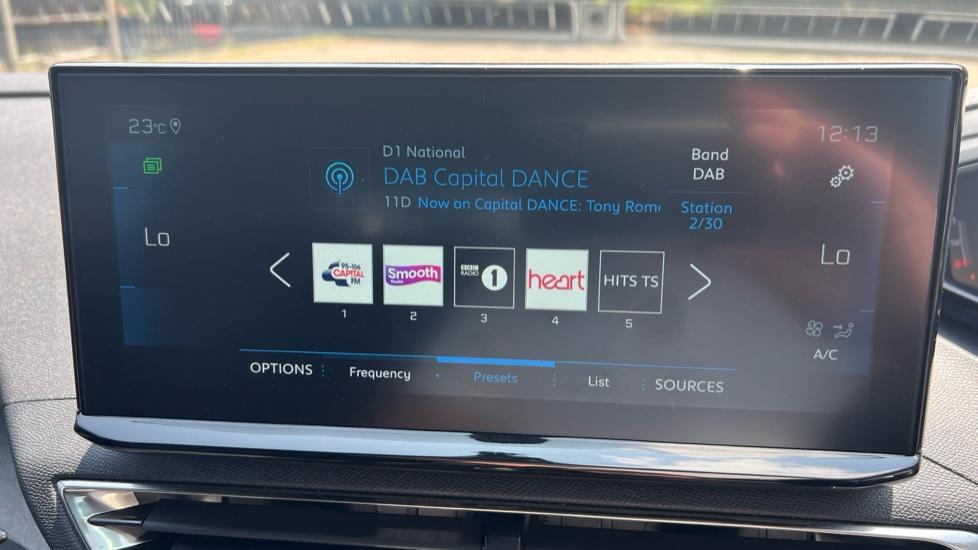 23°C
12:13
D1 National
DAB Capital DANCE
11D Now on Capital DANCE: Tony Rom
Band
DAB
Station
2/30
Lo
Lo
95-106
CAPITAL
FM
Smooth
Radio
BBC
RADIO
1
heart
HITS TS
1
2
3
4
5
A/C
OPTIONS
Frequency
Presets
List
SOURCES